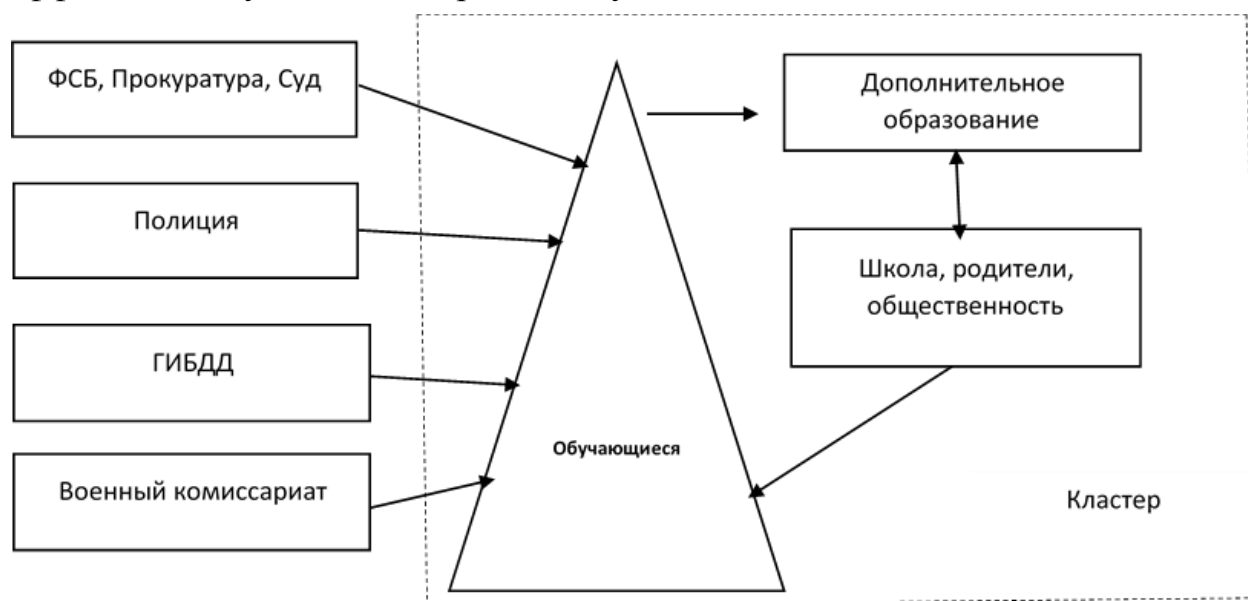 ФСБ, Прокуратура, Суд
Полиция
ГИБДД
Военный комиссариат
Обучающиеся
Дополнительное
образование
Школа, родители,
общественность
Кластер